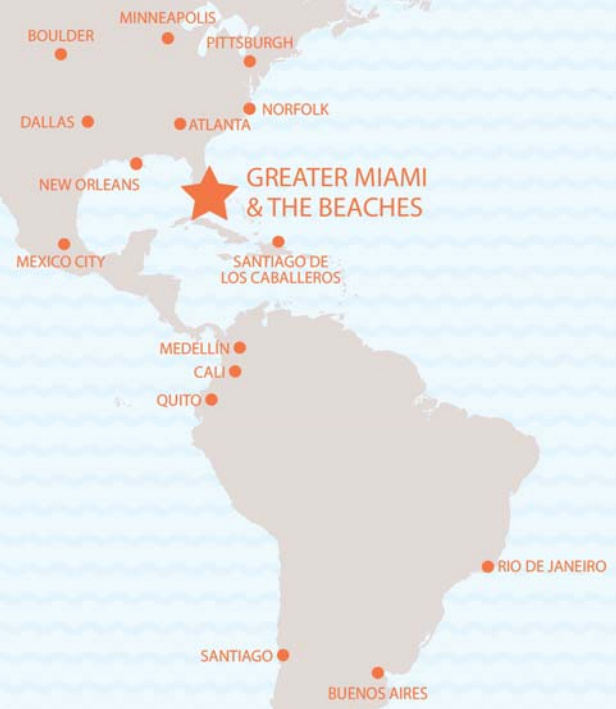 MINNEAPOLIS
BOULDER
PITTSBURGH
NORFOLK
DALLAS
ATLANTA
NEW ORLEANS
GREATER MIAMI
& THE BEACHES
MEXICO CITY
SANTIAGO DE
LOS CABALLEROS
MEDELLÍN
CALI
QUITO
RIO DE JANEIRO
SANTIAGO
BUENOS AIRES